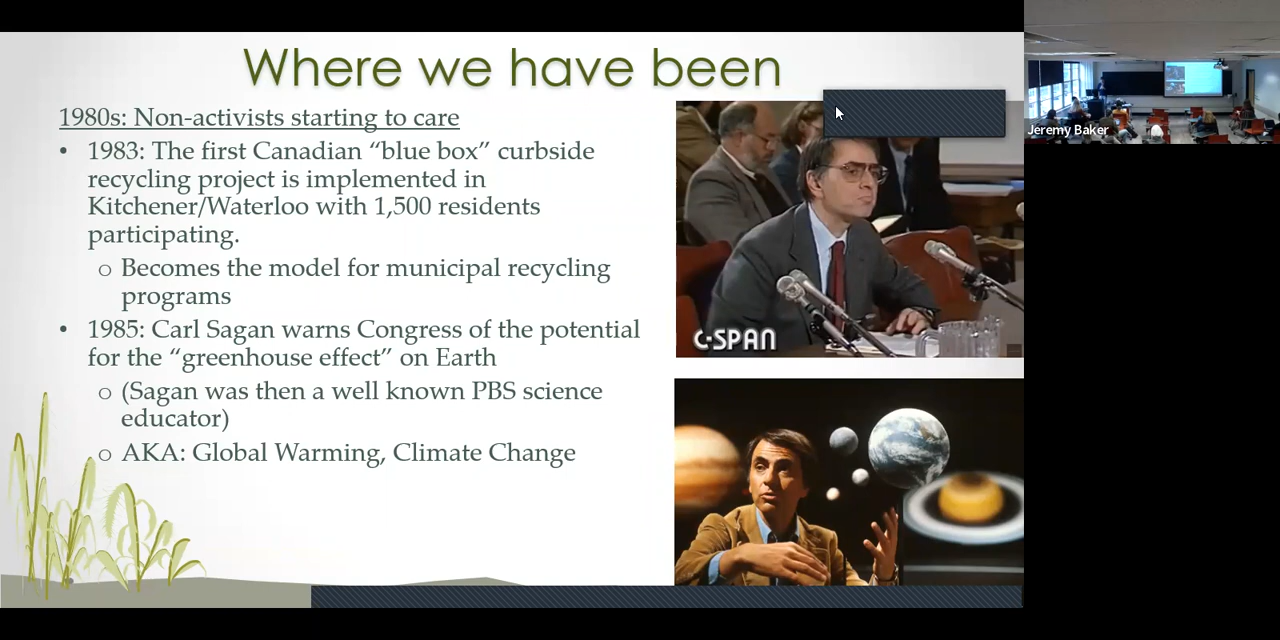 Where we have been
1980s: Non-activists starting to care
• 1983: The first Canadian “blue box” curbside
recycling project is implemented in
Kitchener/Waterloo with 1,500 residents
participating.
o Becomes the model for municipal recycling
programs
• 1985: Carl Sagan warns Congress of the potential
for the “greenhouse effect” on Earth
o (Sagan was then a well known PBS science
educator)
o AKA: Global Warming, Climate Change
C-SPAN
Jeremy Baker